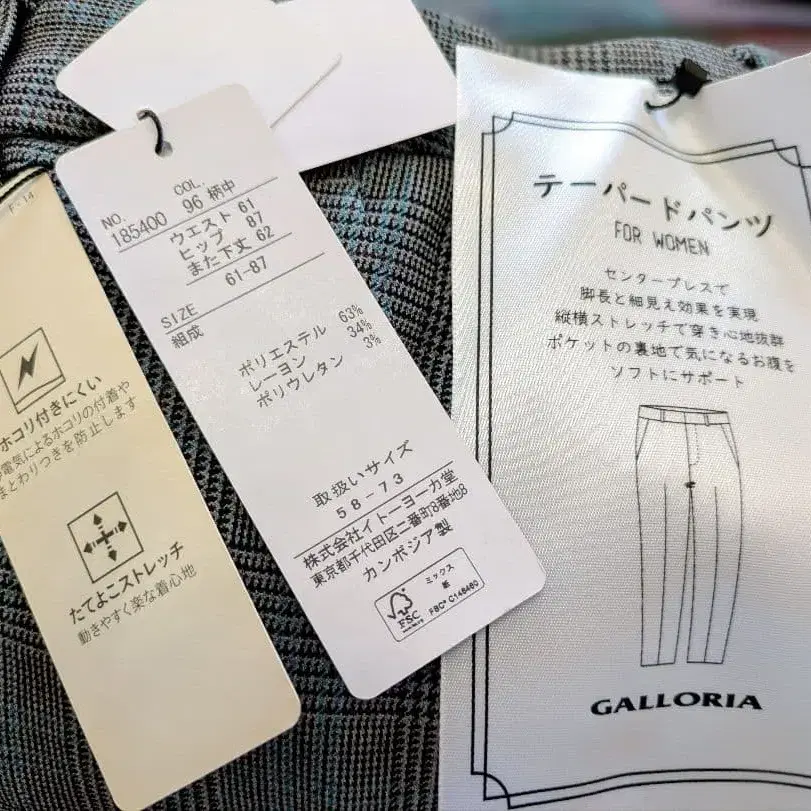 NO.
COL.
185400
96 柄中
ウエスト 61
ヒップ 87
また下丈 62
SIZE
61-87
組成
ポリエステル 63%
レーヨン 34%
ポリウレタン 3%
取扱いサイズ
58-73
株式会社イトーヨーカ堂
東京都千代田区二番町8番地8
カンボジア製
FSC
ミックス
紙
FSC® C148460
ホコリ付きにくい
電気によるホコリの付着や
まとわりつきを防止します
たてよこストレッチ
動きやすく楽な着心地
テーパードパンツ
FOR WOMEN
センタープレスで
脚長と細見え効果を実現
縦横ストレッチで穿き心地抜群
ポケットの裏地で気になるお腹を
ソフトにサポート
GALLORIA